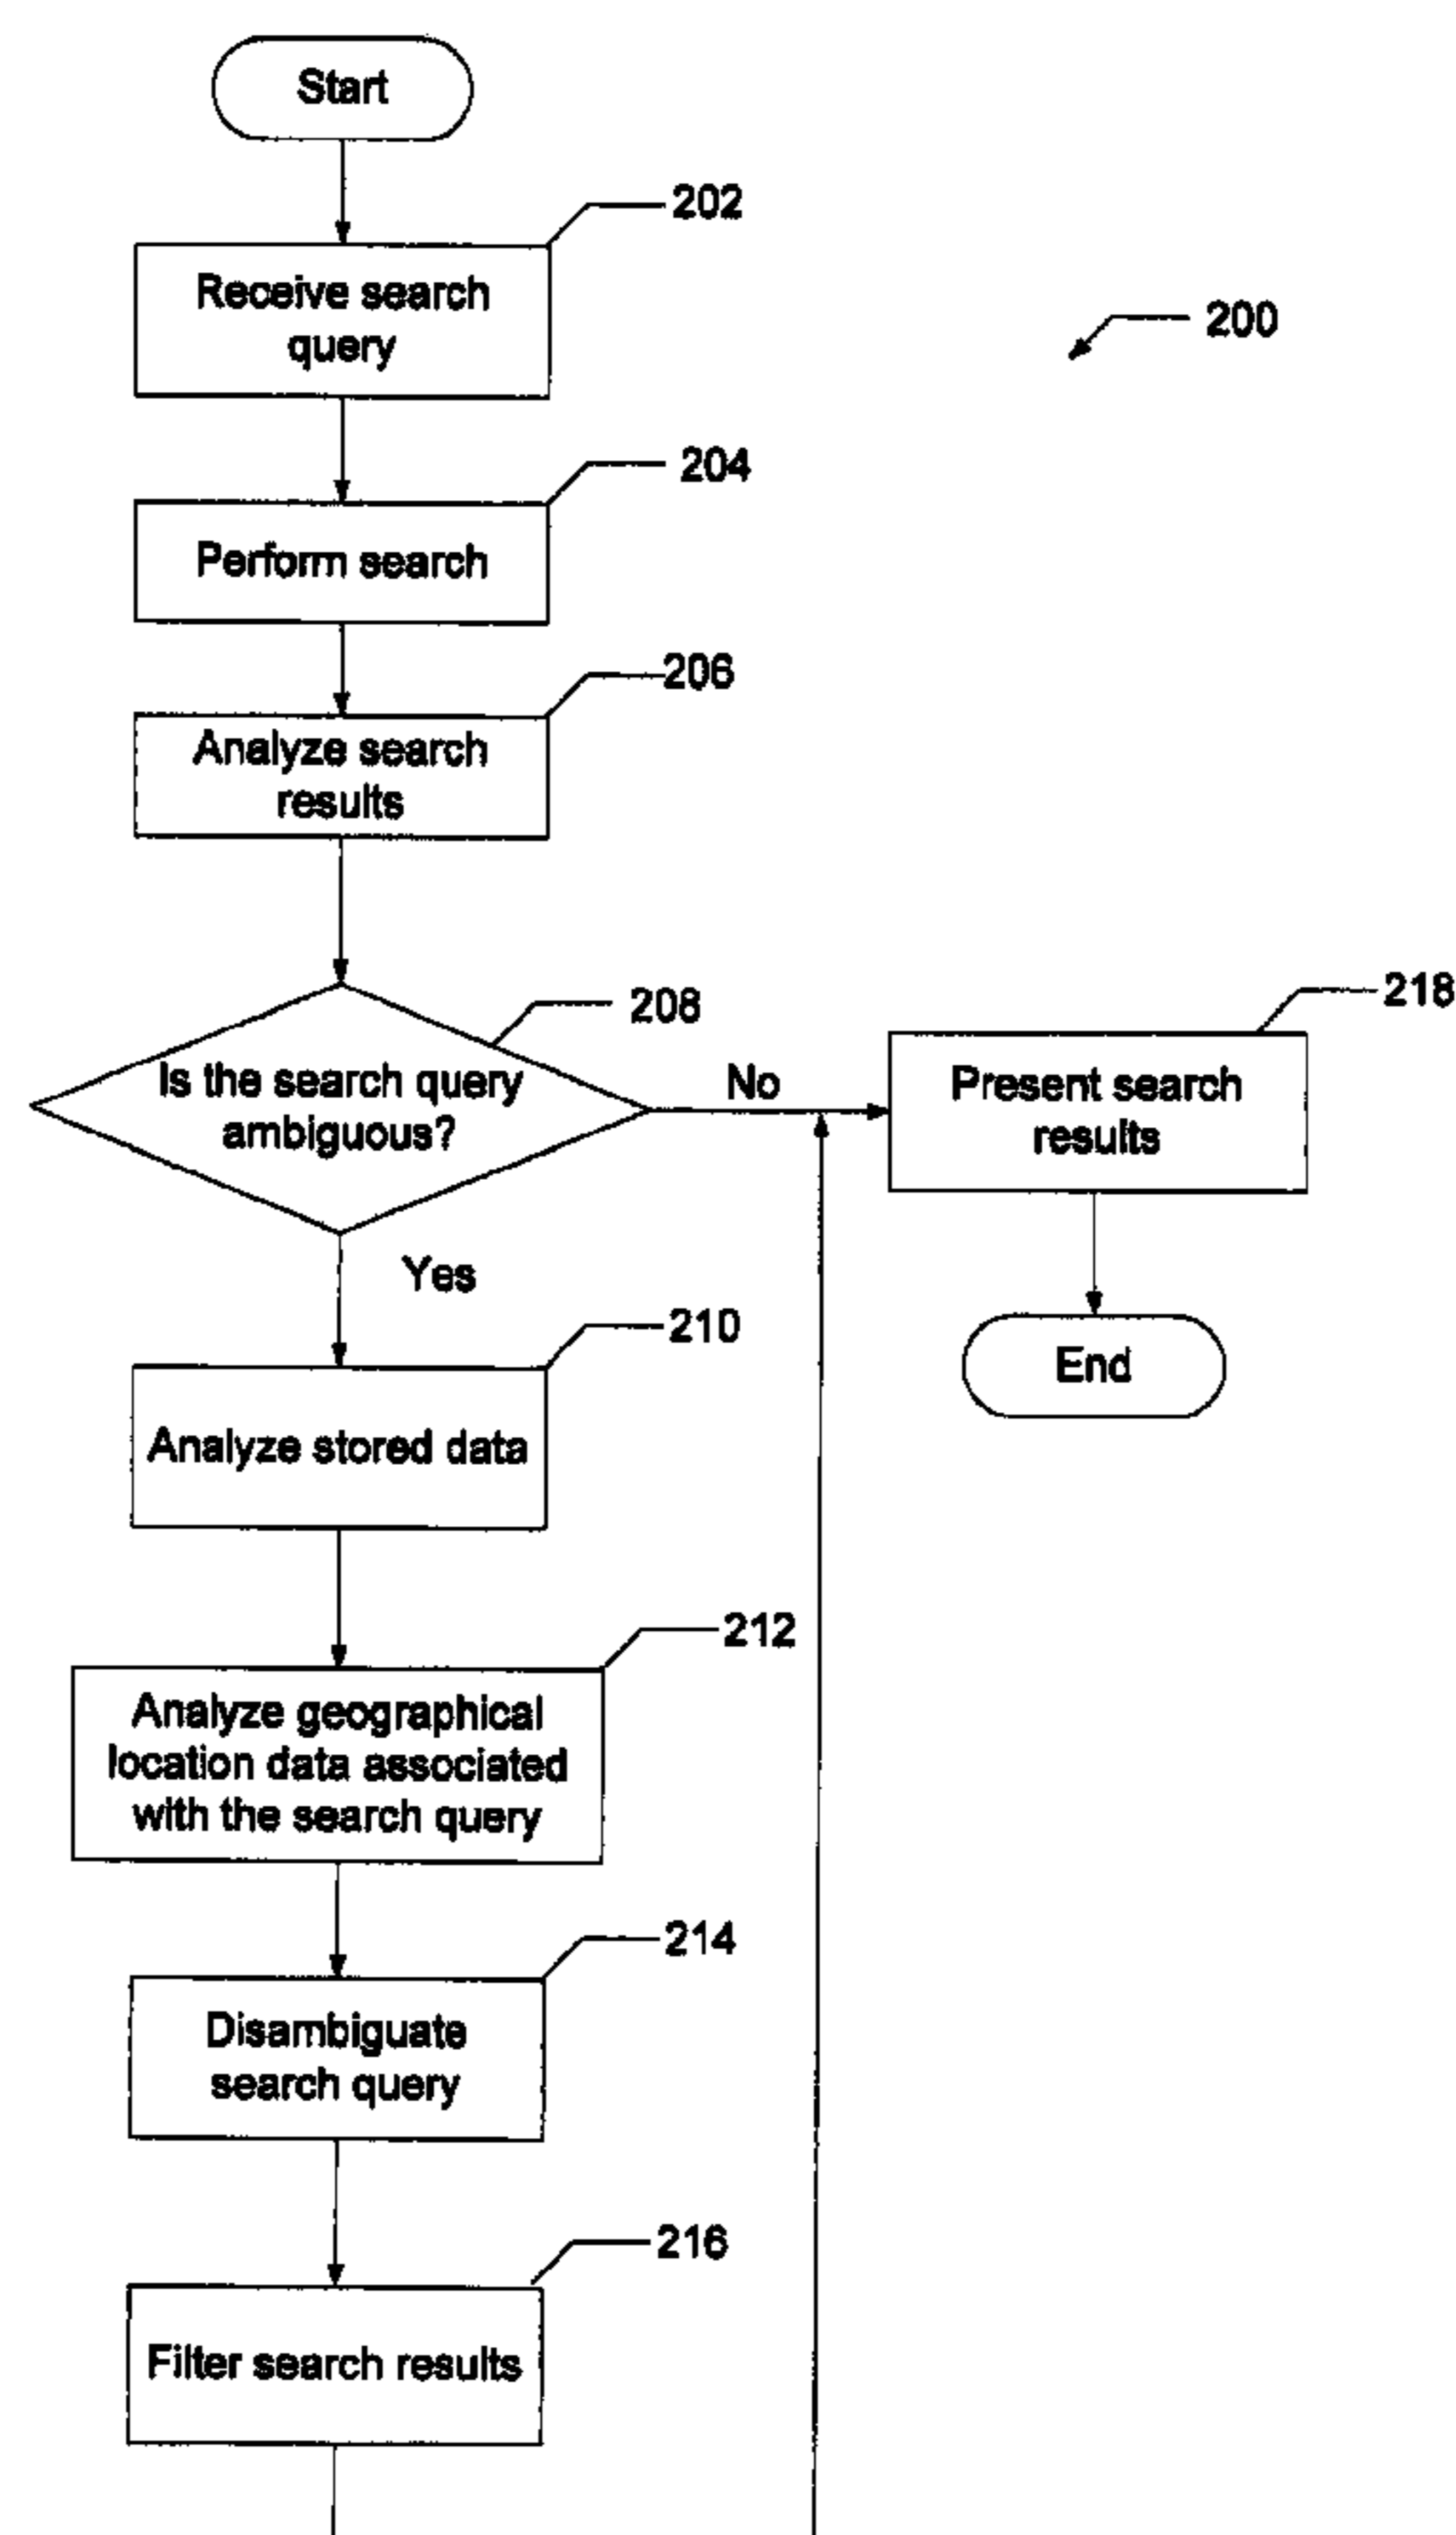 Start
202
Receive search
query
200
204
Perform search
206
Analyze search
results
208
Is the search query
ambiguous?
No
218
Present search
results
Yes
End
210
Analyze stored data
212
Analyze geographical
location data associated
with the search query
214
Disambiguate
search query
216
Filter search results